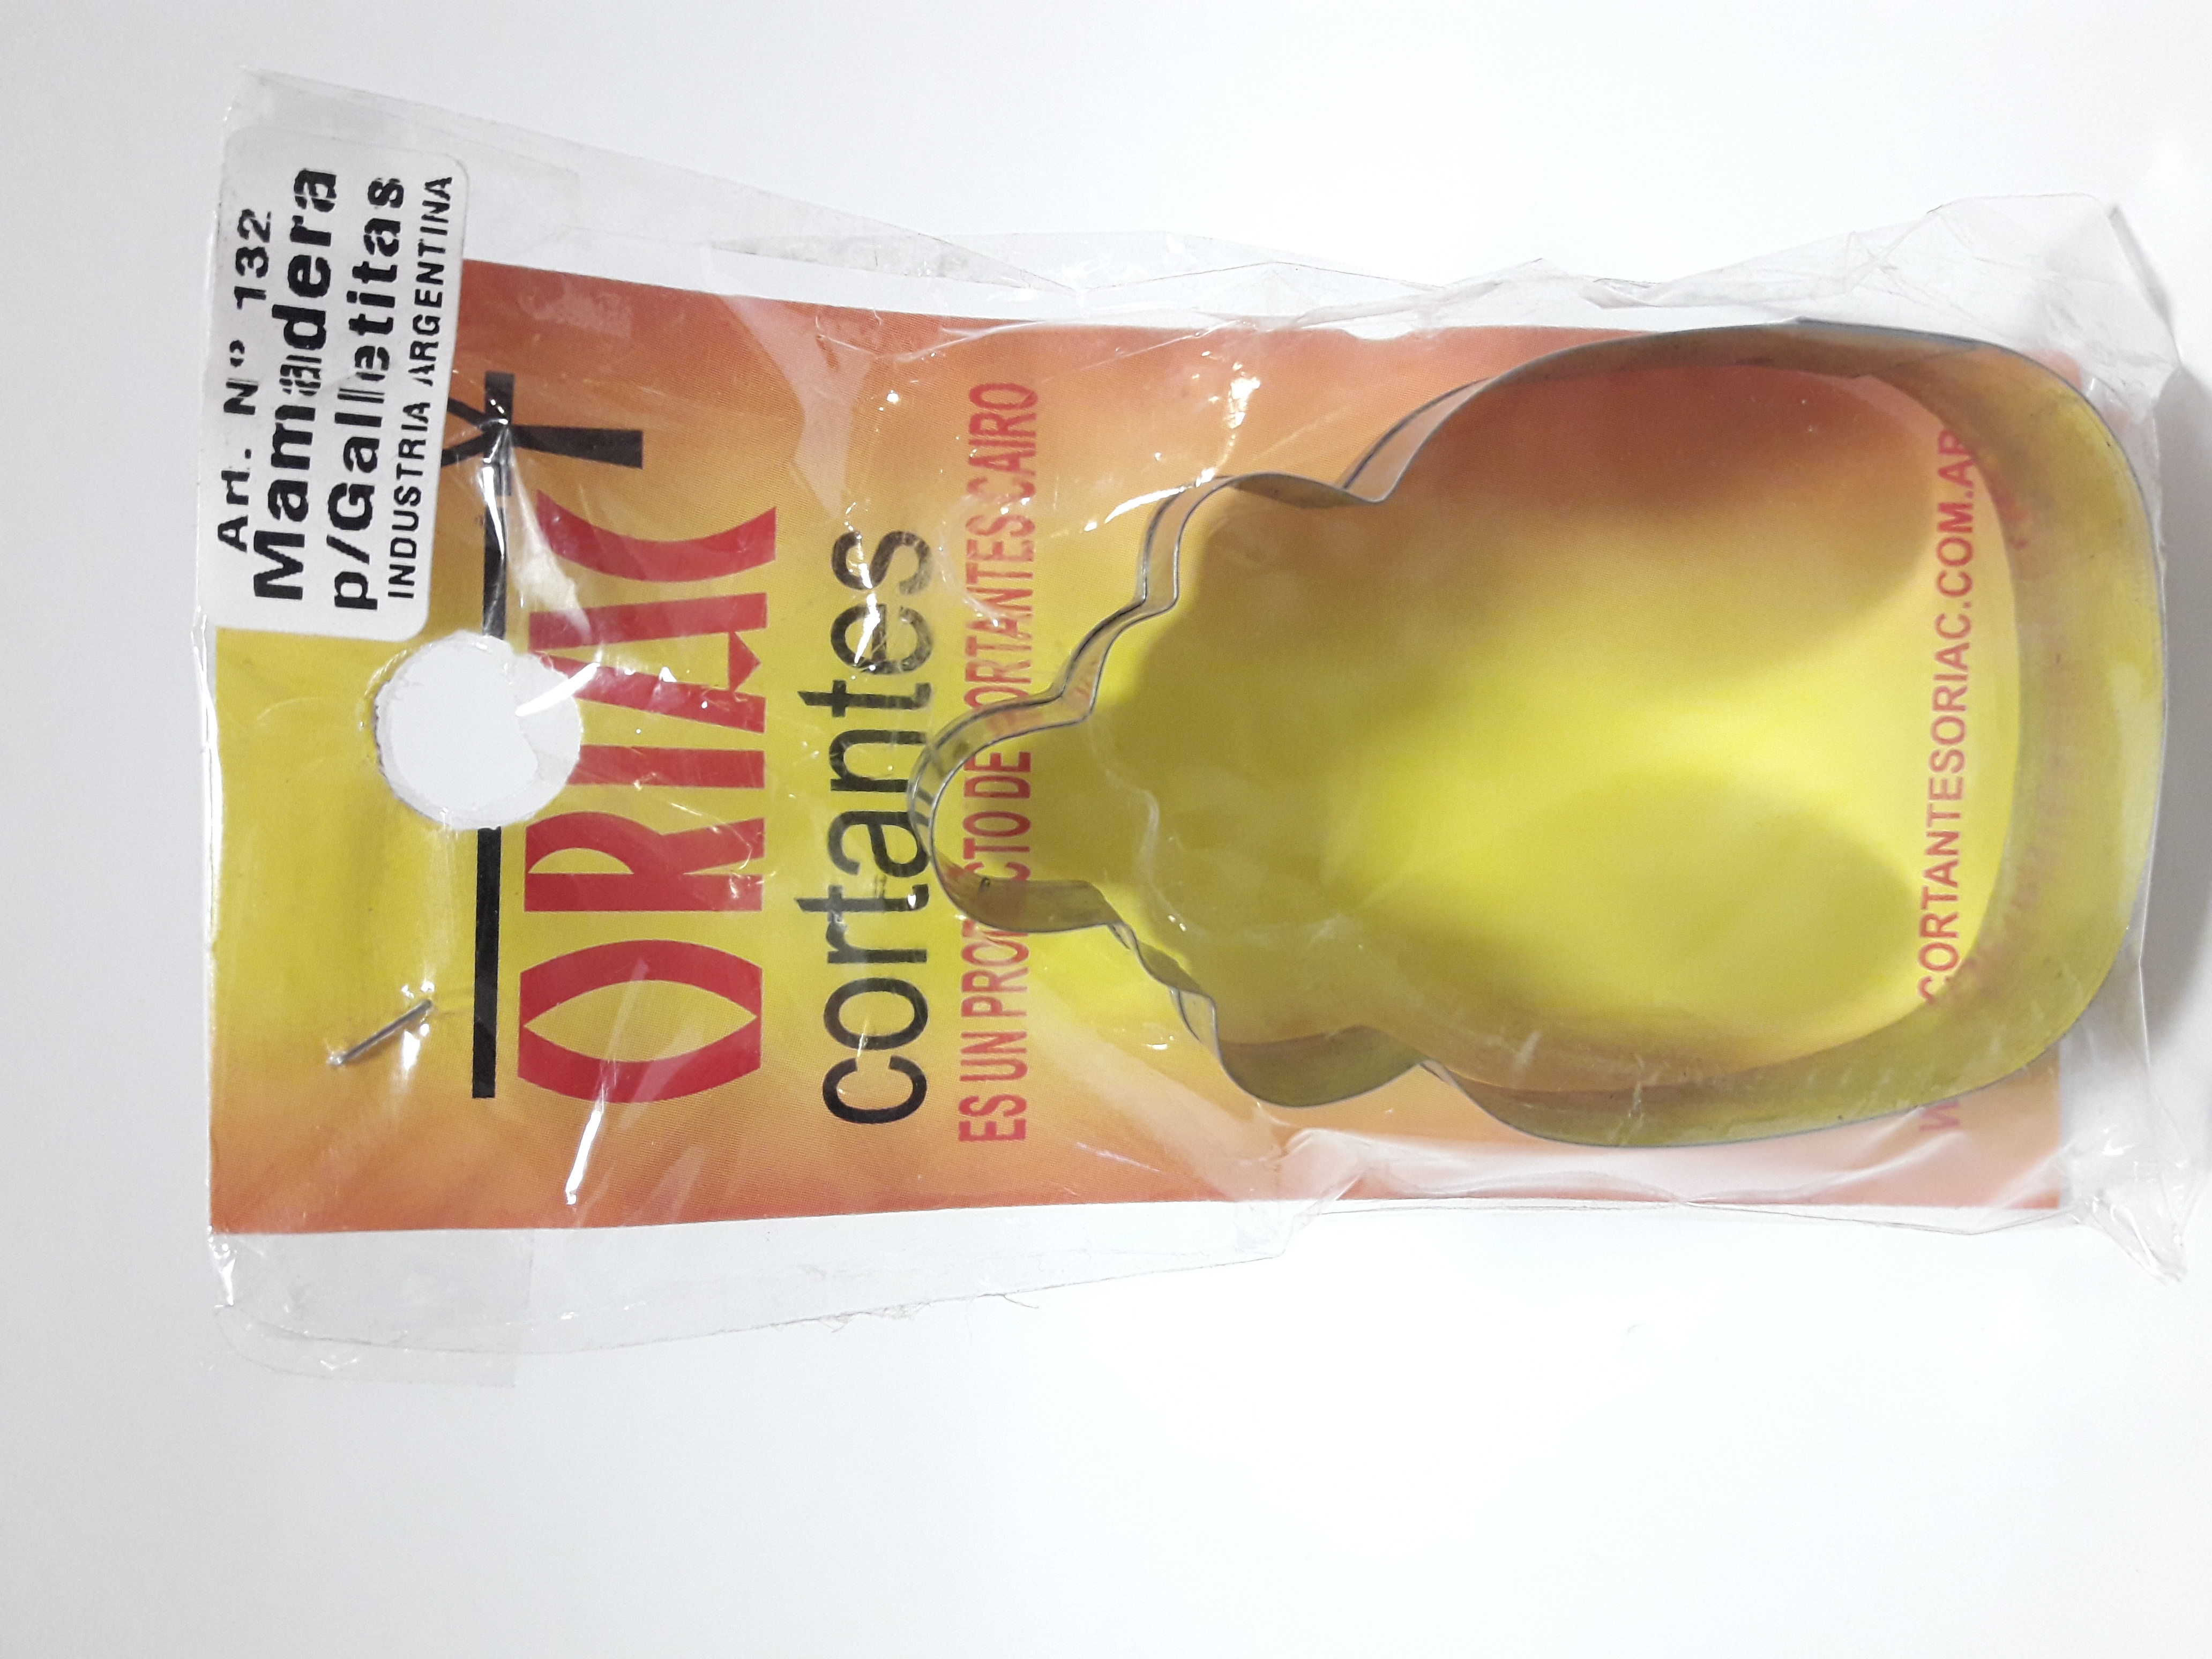 Art. Nº 132
Mamadera
p/Galletitas
INDUSTRIA ARGENTINA
ORIAC
cortantes
ES UN PRODUCTO DE CORTANTES CAIRO
CORTANTESORIAC.COM.AR